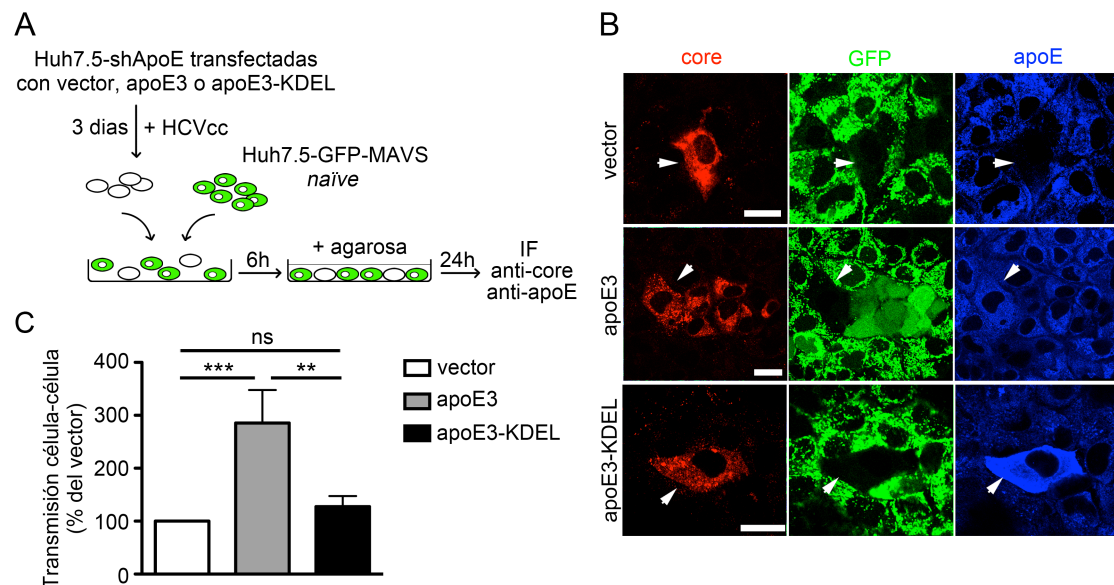 A
Huh7.5-shApoE transfectadas
con vector, apoE3 o apoE3-KDEL
3 dias
+ HCVcc
Huh7.5-GFP-MAVS
naïve
6h
+ agarosa
24h
IF
anti-core
anti-apoE
B
core
GFP
apoE
vector
apoE3
apoE3-KDEL
C
Transmisión célula-célula
(% del vector)
400
300
200
100
0
ns
***
**
vector
apoE3
apoE3-KDEL